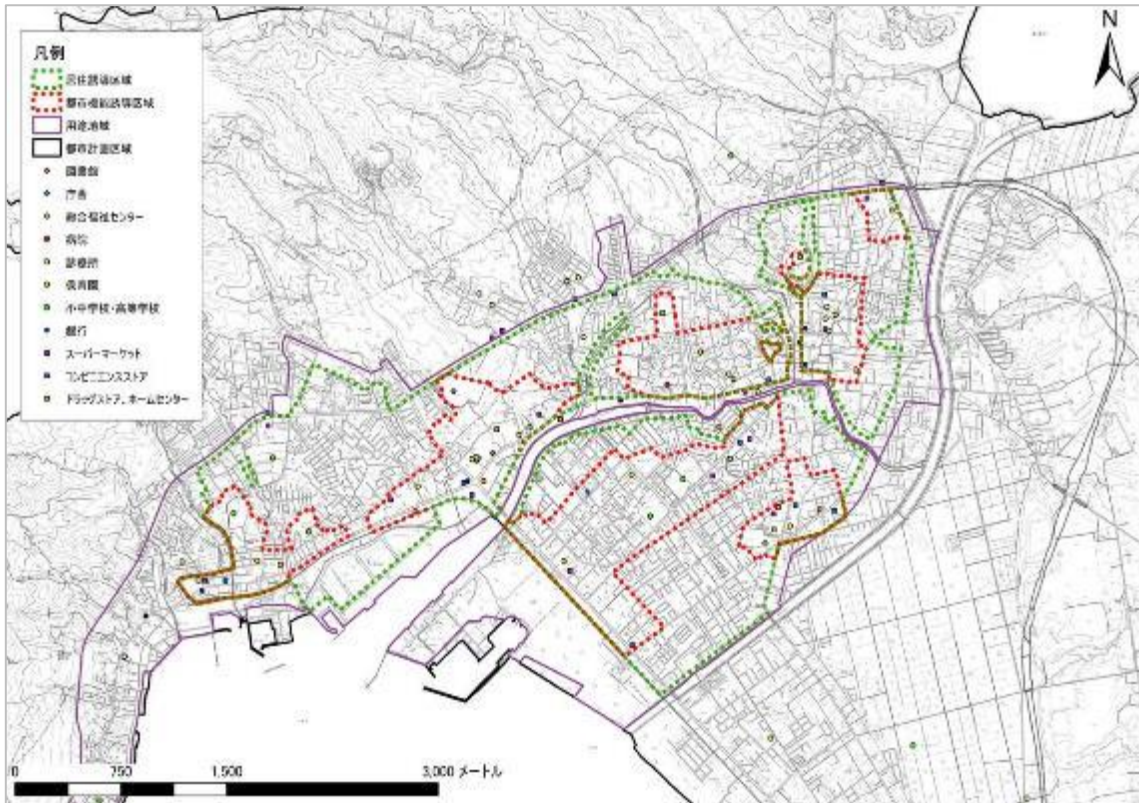 凡例
居住誘導区域
都市機能誘導区域
用途地域
都市計画区域
図書館
庁舎
総合福祉センター
病院
診療所
保育園
小中学校・高等学校
銀行
スーパーマーケット
コンビニエンスストア
ドラッグストア、ホームセンター
N
0 750 1,500 3,000 メートル